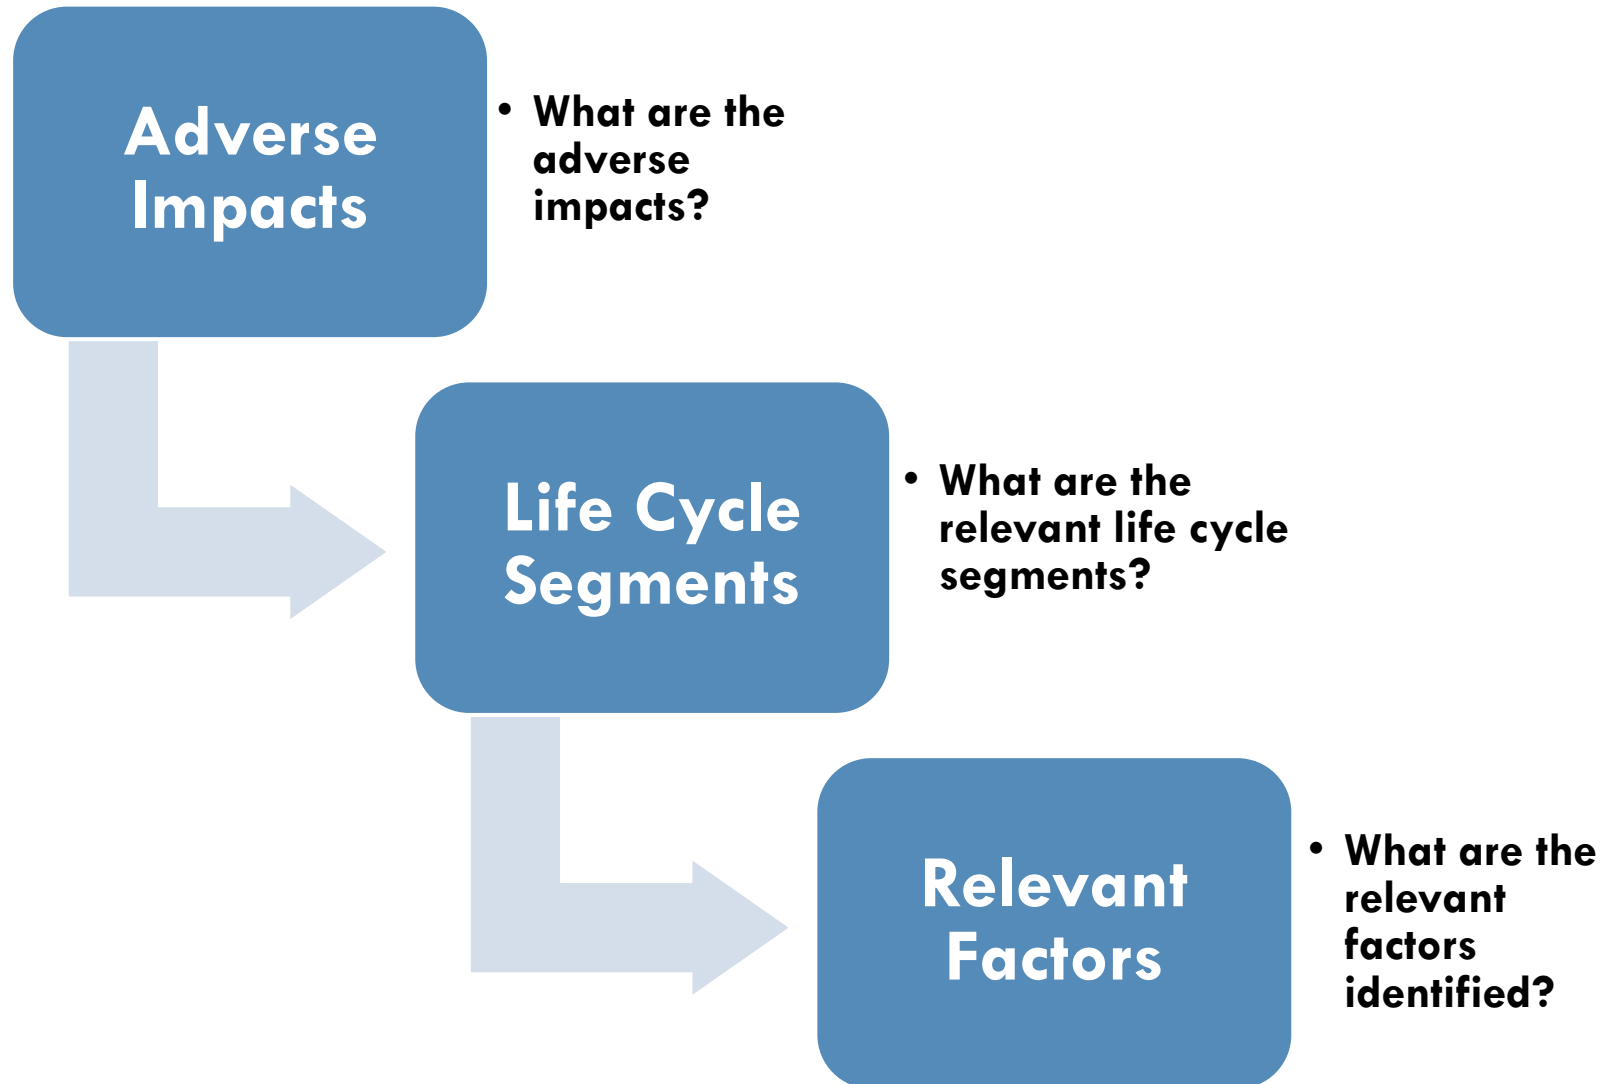 Adverse
Impacts
• What are the
adverse
impacts?
Life Cycle
Segments
• What are the
relevant life cycle
segments?
Relevant
Factors
• What are the
relevant
factors
identified?